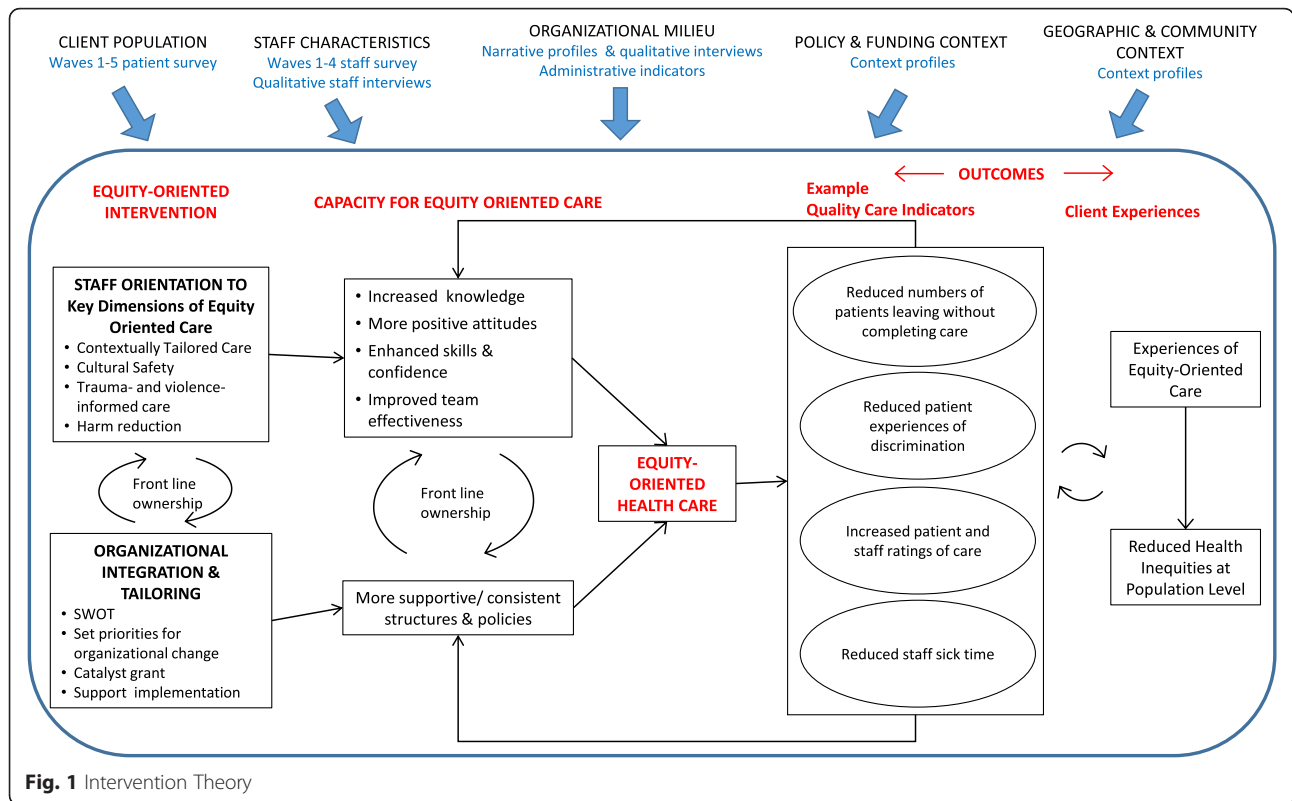 CLIENT POPULATION
Waves 1-5 patient survey
STAFF CHARACTERISTICS
Waves 1-4 staff survey
Qualitative staff interviews
ORGANIZATIONAL MILIEU
Narrative profiles & qualitative interviews
Administrative indicators
POLICY & FUNDING CONTEXT
Context profiles
GEOGRAPHIC & COMMUNITY
CONTEXT
Context profiles
EQUITY-ORIENTED
INTERVENTION
CAPACITY FOR EQUITY ORIENTED CARE
OUTCOMES
Example
Quality Care Indicators
Client Experiences
STAFF ORIENTATION TO
Key Dimensions of Equity
Oriented Care
• Contextually Tailored Care
• Cultural Safety
• Trauma- and violence-
informed care
• Harm reduction
Front line
ownership
ORGANIZATIONAL
INTEGRATION &
TAILORING
• SWOT
• Set priorities for
organizational change
• Catalyst grant
• Support implementation
• Increased knowledge
• More positive attitudes
• Enhanced skills &
confidence
• Improved team
effectiveness
Front line
ownership
More supportive/ consistent
structures & policies
EQUITY-
ORIENTED
HEALTH CARE
Reduced numbers of
patients leaving without
completing care
Reduced patient
experiences of
discrimination
Increased patient and
staff ratings of care
Reduced staff sick time
Experiences of
Equity-Oriented
Care
Reduced Health
Inequities at
Population Level
Fig. 1 Intervention Theory